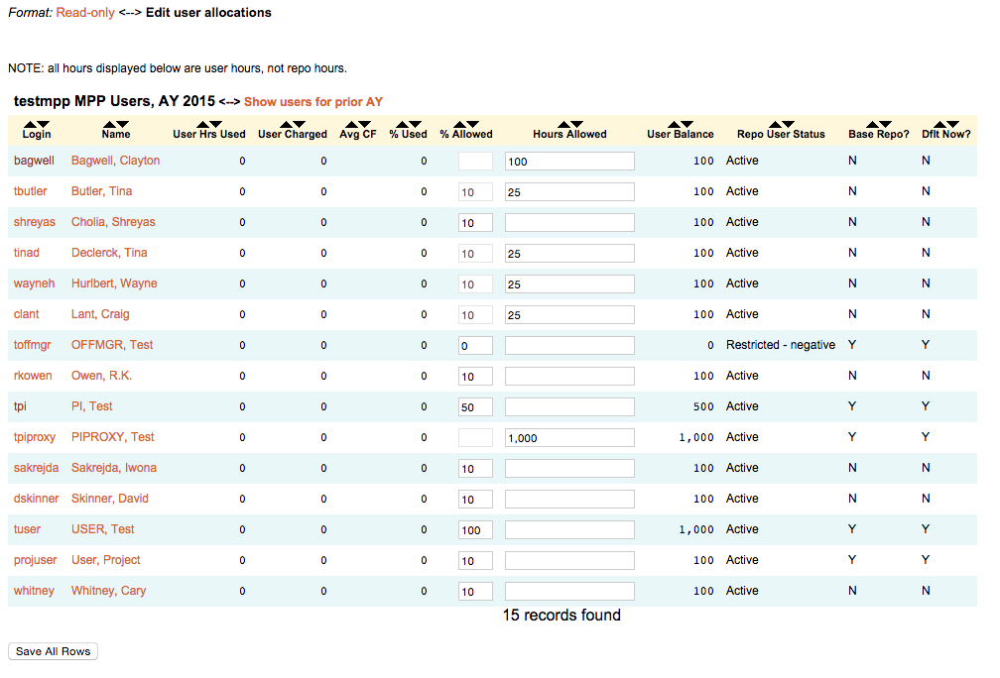 Format: Read-only <--> Edit user allocations
NOTE: all hours displayed below are user hours, not repo hours.
testmpp MPP Users, AY 2015 <--> Show users for prior AY
Login Name User Hrs Used User Charged Avg CF % Used % Allowed Hours Allowed User Balance Repo User Status Base Repo? Dflt Now?
bagwell Bagwell, Clayton 0 0 0 100 100 Active N N
tbutler Butler, Tina 0 0 0 10 25 100 Active N N
shreyas Cholia, Shreyas 0 0 0 10 100 Active N N
tinad Declerck, Tina 0 0 0 10 25 100 Active N N
wayneh Hurlbert, Wayne 0 0 0 10 25 100 Active N N
clant Lant, Craig 0 0 0 10 25 100 Active N N
toffmgr OFFMGR, Test 0 0 0 0 0 Restricted - negative Y Y
rkowen Owen, R.K. 0 0 0 10 100 Active N N
tpi PI, Test 0 0 0 50 500 Active Y Y
tpiproxy PIPROXY, Test 0 0 0 1,000 1,000 Active Y Y
sakrejda Sakrejda, Iwona 0 0 0 10 100 Active N N
dskinner Skinner, David 0 0 0 10 100 Active N N
tuser USER, Test 0 0 0 100 1,000 Active Y Y
projuser User, Project 0 0 0 10 100 Active Y Y
whitney Whitney, Cary 0 0 0 10 100 Active N N
15 records found
Save All Rows